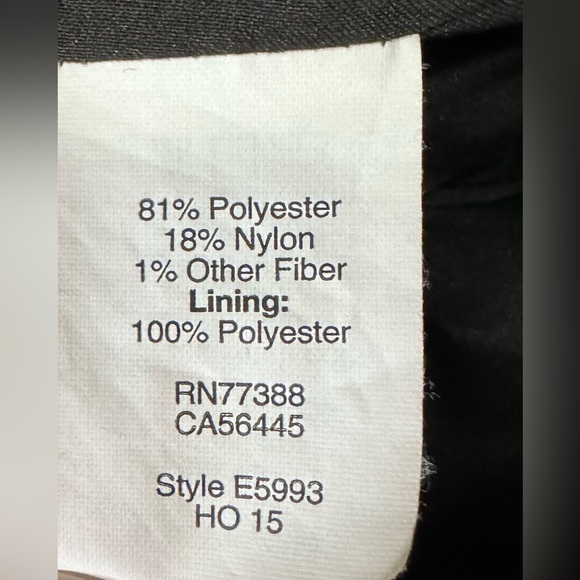 81% Polyester
18% Nylon
1% Other Fiber
Lining:
100% Polyester
RN77388
CA56445
Style E5993
HO 15